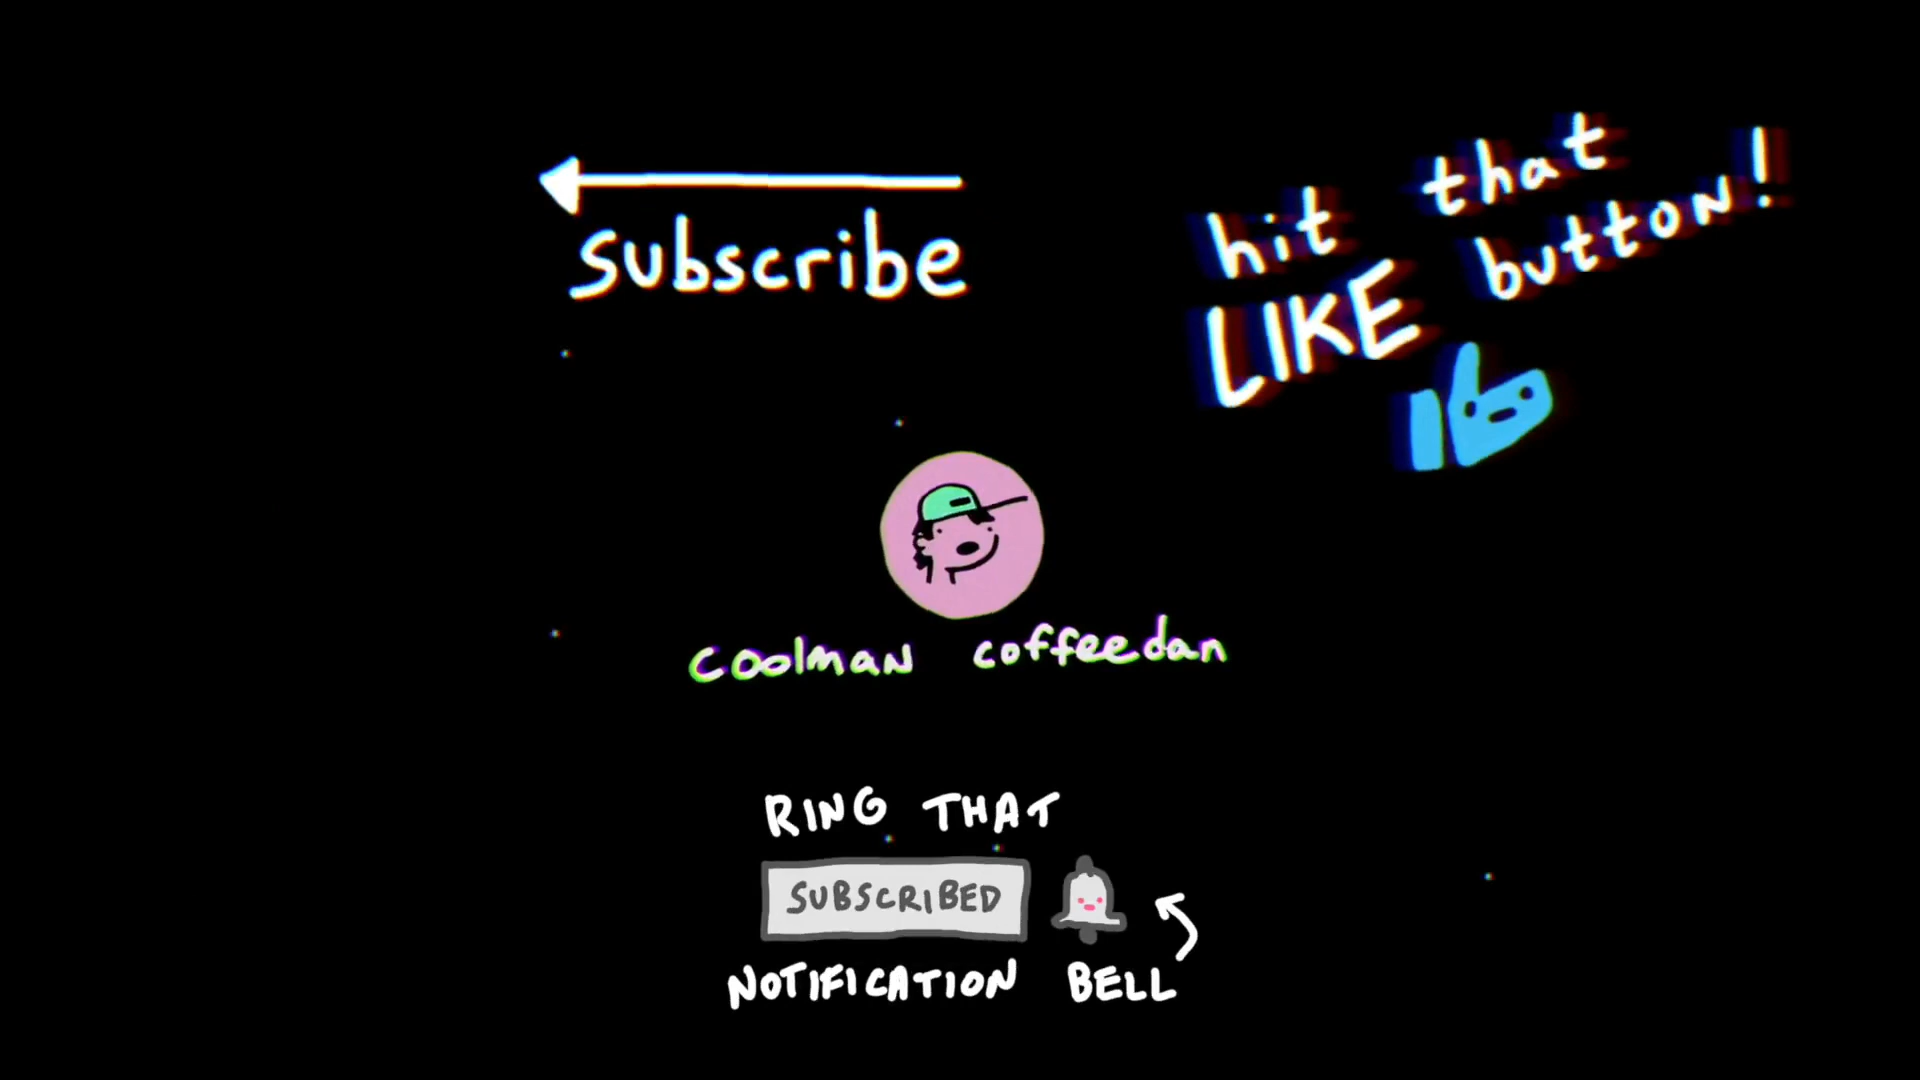 Subscribe
hit that
LIKE button!
coolman coffeedan
RING THAT
SUBSCRIBED
NOTIFICATION BELL